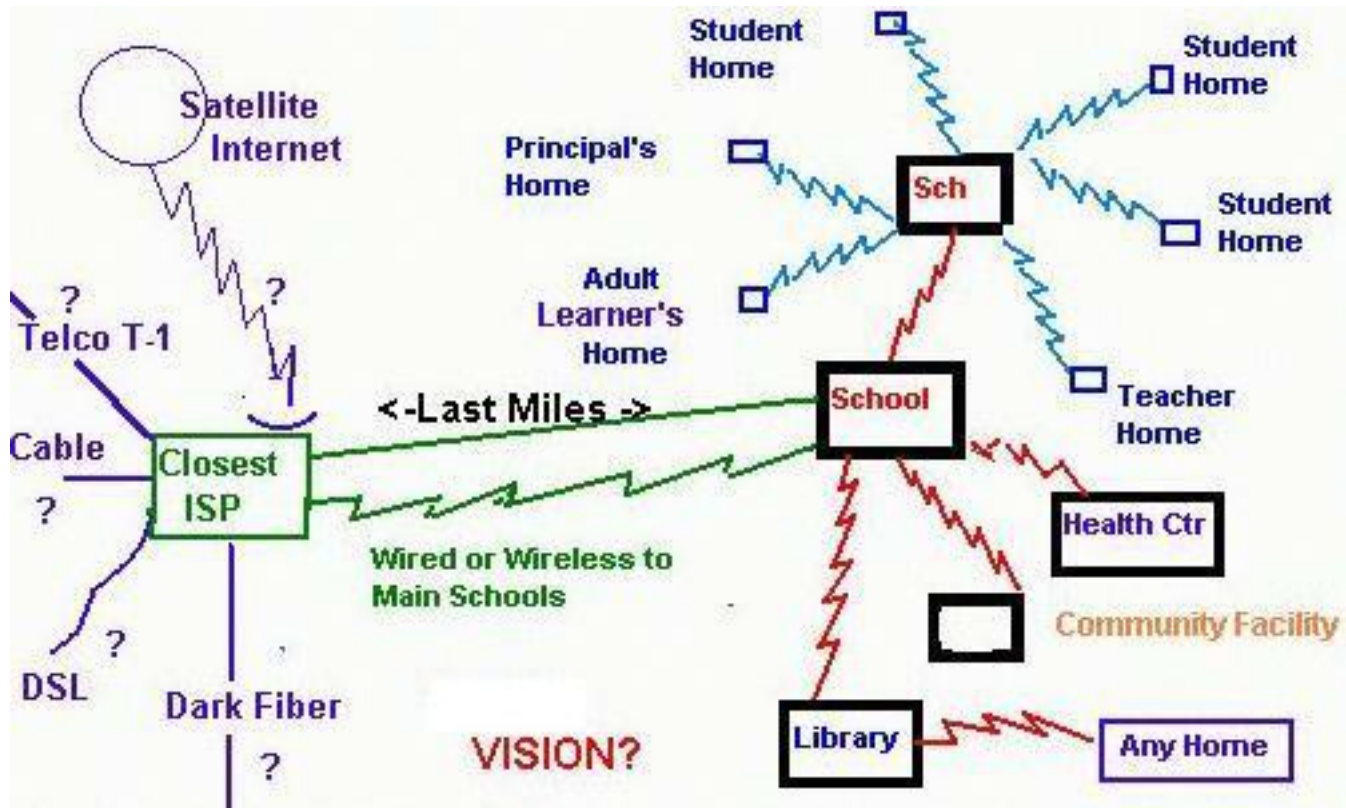 Satellite
Internet
?
?
Telco T-1
Cable
?
DSL
?
Dark Fiber
?
Closest
ISP
<-Last Miles ->
Wired or Wireless to
Main Schools
VISION?
Student
Home
Student
Home
Principal's
Home
Sch
Student
Home
Adult
Learner's
Home
School
Teacher
Home
Health Ctr
Community Facility
Library
Any Home